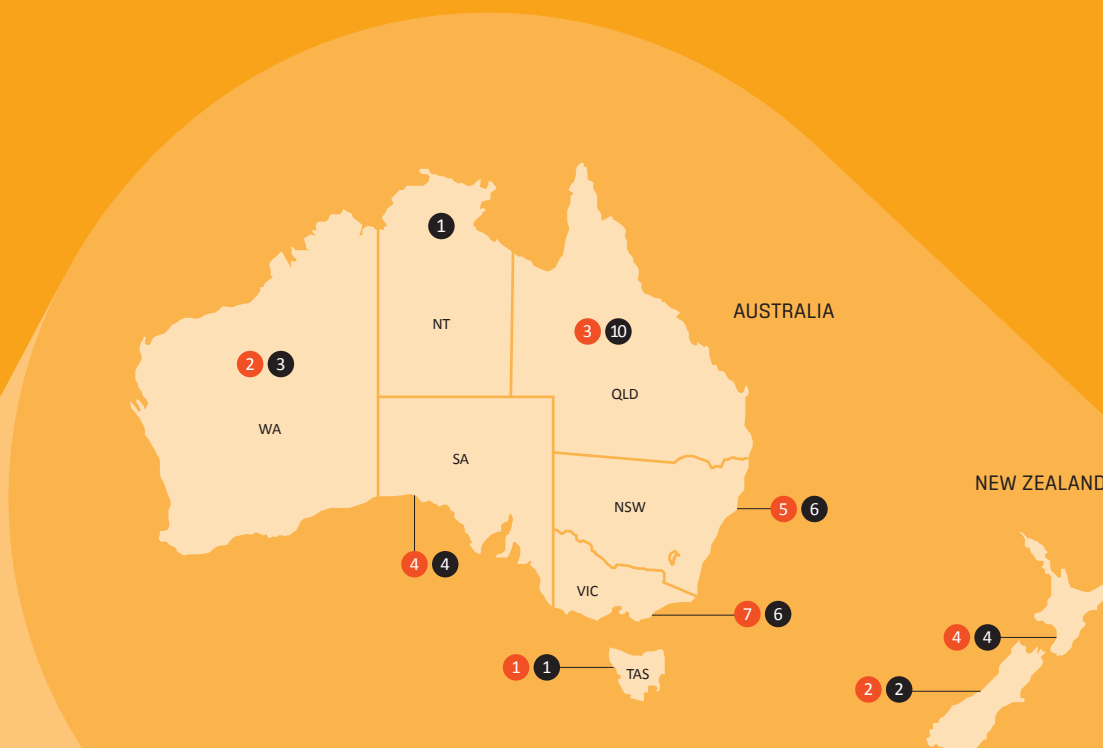 1
NT
AUSTRALIA
3 10
2 3
QLD
WA
SA
NEW ZEALAND
NSW
5 6
4 4
VIC
7 6
4 4
1 1
TAS
2 2